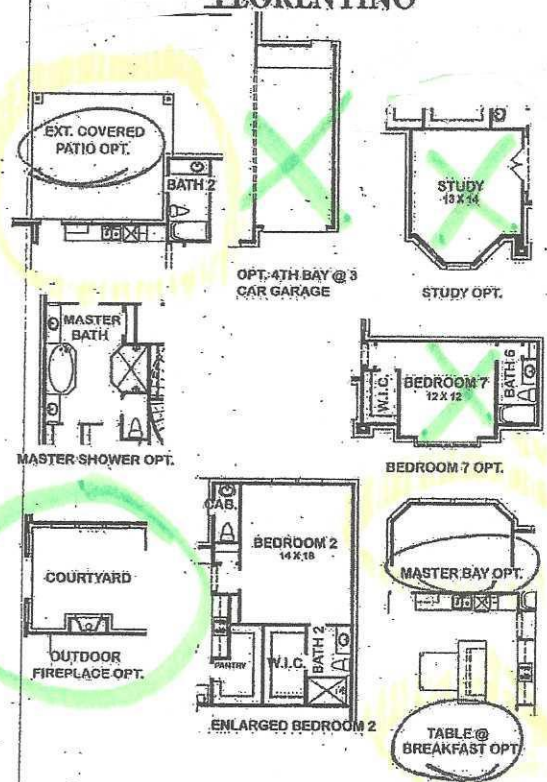 FLORENTINO
EXT. COVERED
PATIO OPT.
BATH 2
OPT. 4TH BAY @ 3
CAR GARAGE
STUDY
13 X 14
STUDY OPT.
MASTER
BATH
MASTER SHOWER OPT.
W.I.C.
BEDROOM 7
12 X 12
BATH 6
BEDROOM 7 OPT.
COURTYARD
OUTDOOR
FIREPLACE OPT.
CAB.
BEDROOM 2
14 X 18
PANTRY
W.I.C.
BATH 2
ENLARGED BEDROOM 2
MASTER BAY OPT.
TABLE @
BREAKFAST OPT.